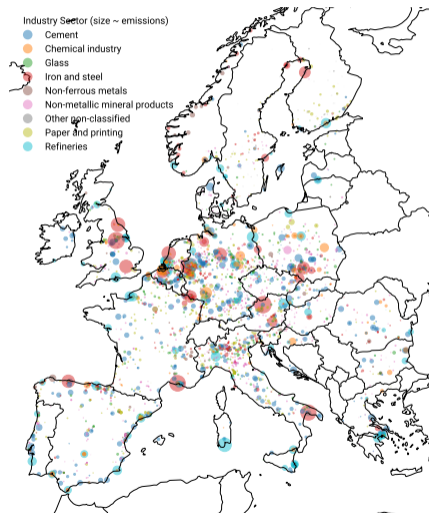 Industry Sector (size ~ emissions)
Cement
Chemical industry
Glass
Iron and steel
Non-ferrous metals
Non-metallic mineral products
Other non-classified
Paper and printing
Refineries